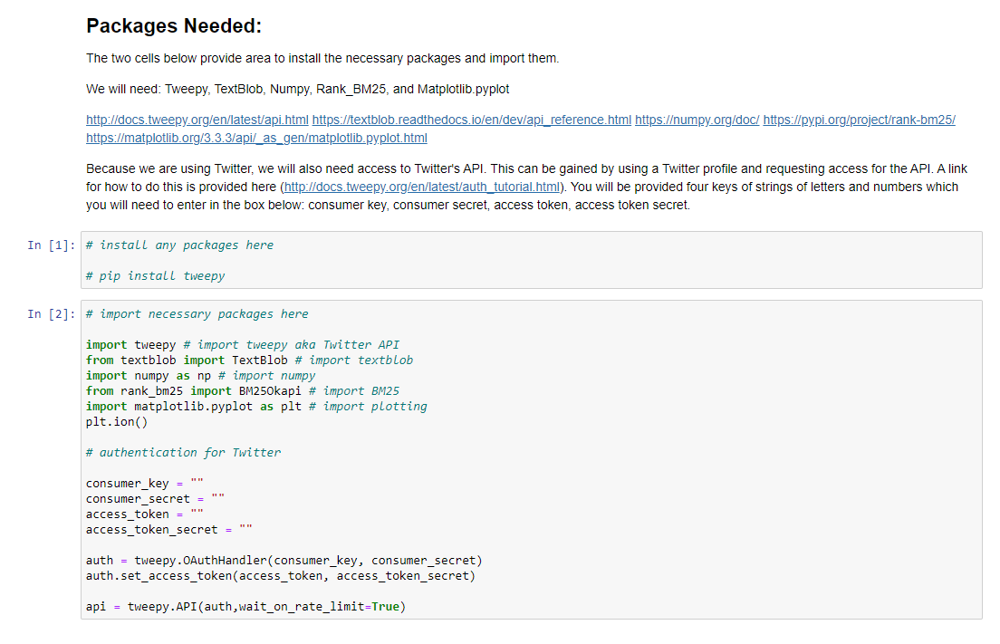 Packages Needed:
The two cells below provide area to install the necessary packages and import them.
We will need: Tweepy, TextBlob, Numpy, Rank_BM25, and Matplotlib.pyplot
http://docs.tweepy.org/en/latest/api.html https://textblob.readthedocs.io/en/dev/api_reference.html https://numpy.org/doc/ https://pypi.org/project/rank-bm25/
https://matplotlib.org/3.3.3/api/_as_gen/matplotlib.pyplot.html
Because we are using Twitter, we will also need access to Twitter's API. This can be gained by using a Twitter profile and requesting access for the API. A link
for how to do this is provided here (http://docs.tweepy.org/en/latest/auth_tutorial.html). You will be provided four keys of strings of letters and numbers which
you will need to enter in the box below: consumer key, consumer secret, access token, access token secret.
In [1]: # install any packages here
# pip install tweepy
In [2]: # import necessary packages here
import tweepy # import tweepy aka Twitter API
from textblob import TextBlob # import textblob
import numpy as np # import numpy
from rank_bm25 import BM25Okapi # import BM25
import matplotlib.pyplot as plt # import plotting
plt.ion()
# authentication for Twitter
consumer_key = ""
consumer_secret = ""
access_token = ""
access_token_secret = ""
auth = tweepy.OAuthHandler(consumer_key, consumer_secret)
auth.set_access_token(access_token, access_token_secret)
api = tweepy.API(auth,wait_on_rate_limit=True)